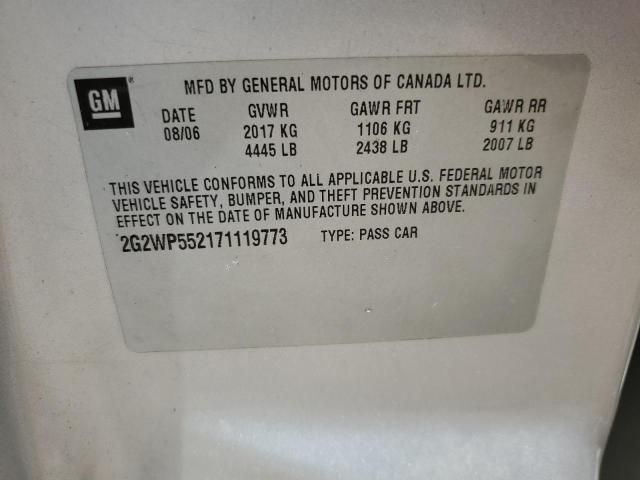 GM
MFD BY GENERAL MOTORS OF CANADA LTD.
DATE GVWR GAWR FRT GAWR RR
08/06 2017 KG 1106 KG 911 KG
4445 LB 2438 LB 2007 LB
THIS VEHICLE CONFORMS TO ALL APPLICABLE U.S. FEDERAL MOTOR
VEHICLE SAFETY, BUMPER, AND THEFT PREVENTION STANDARDS IN
EFFECT ON THE DATE OF MANUFACTURE SHOWN ABOVE.
2G2WP552171119773 TYPE: PASS CAR